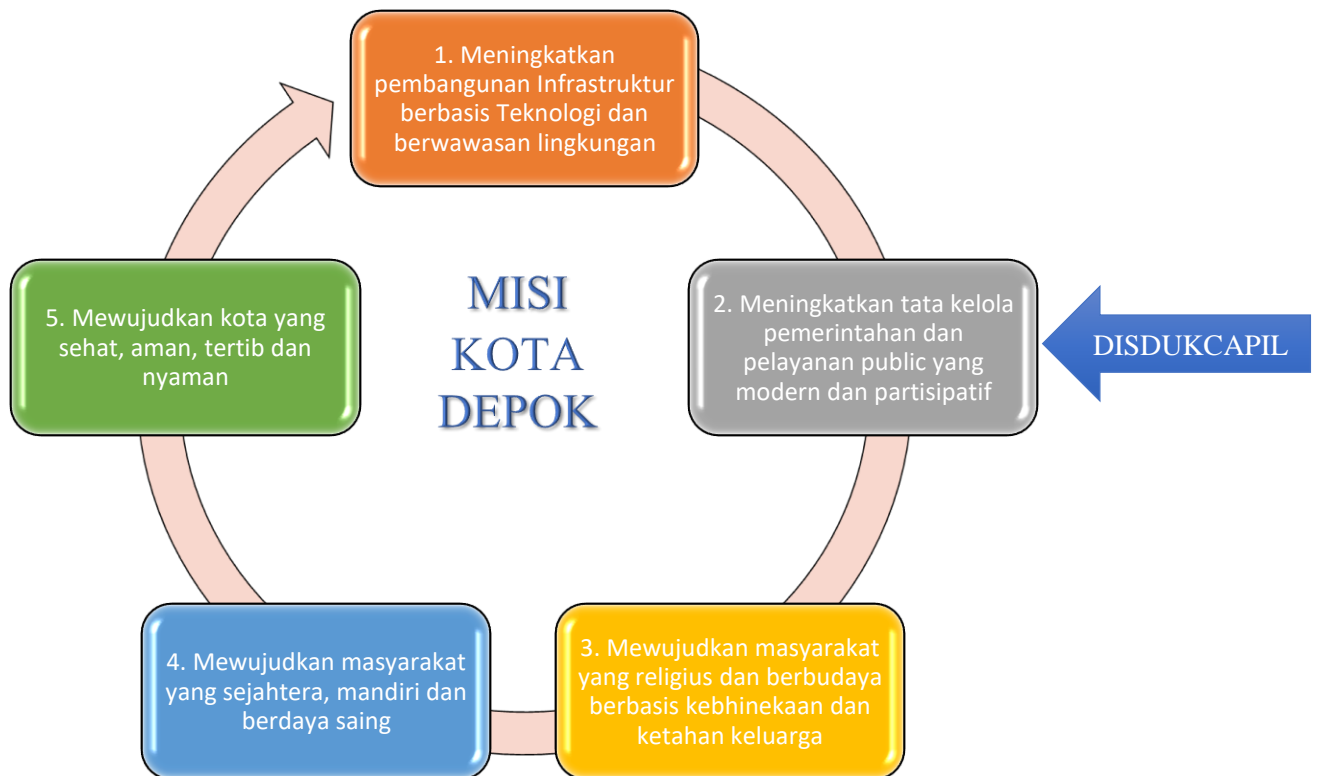 1. Meningkatkan
pembangunan Infrastruktur
berbasis Teknologi dan
berwawasan lingkungan
2. Meningkatkan tata kelola
pemerintahan dan
pelayanan public yang
modern dan partisipatif
DISDUKCAPIL
3. Mewujudkan masyarakat
yang religius dan berbudaya
berbasis kebhinekaan dan
ketahan keluarga
4. Mewujudkan masyarakat
yang sejahtera, mandiri dan
berdaya saing
5. Mewujudkan kota yang
sehat, aman, tertib dan
nyaman
MISI
KOTA
DEPOK